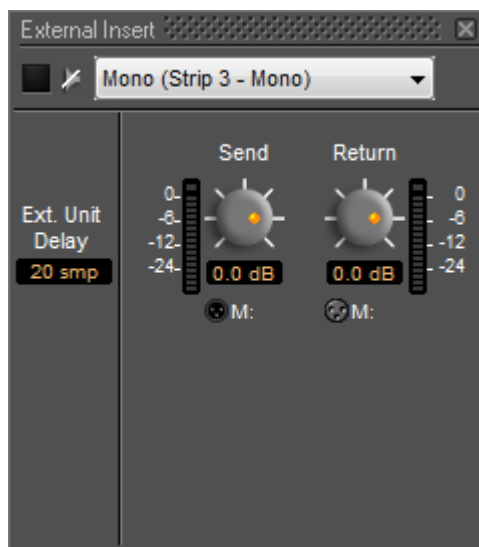 External Insert
Mono (Strip 3 - Mono)
Send Return
Ext. Unit
Delay
20 smp
0
-6
-12
-24
0.0 dB
0.0 dB
0
-6
-12
-24
M:
M: